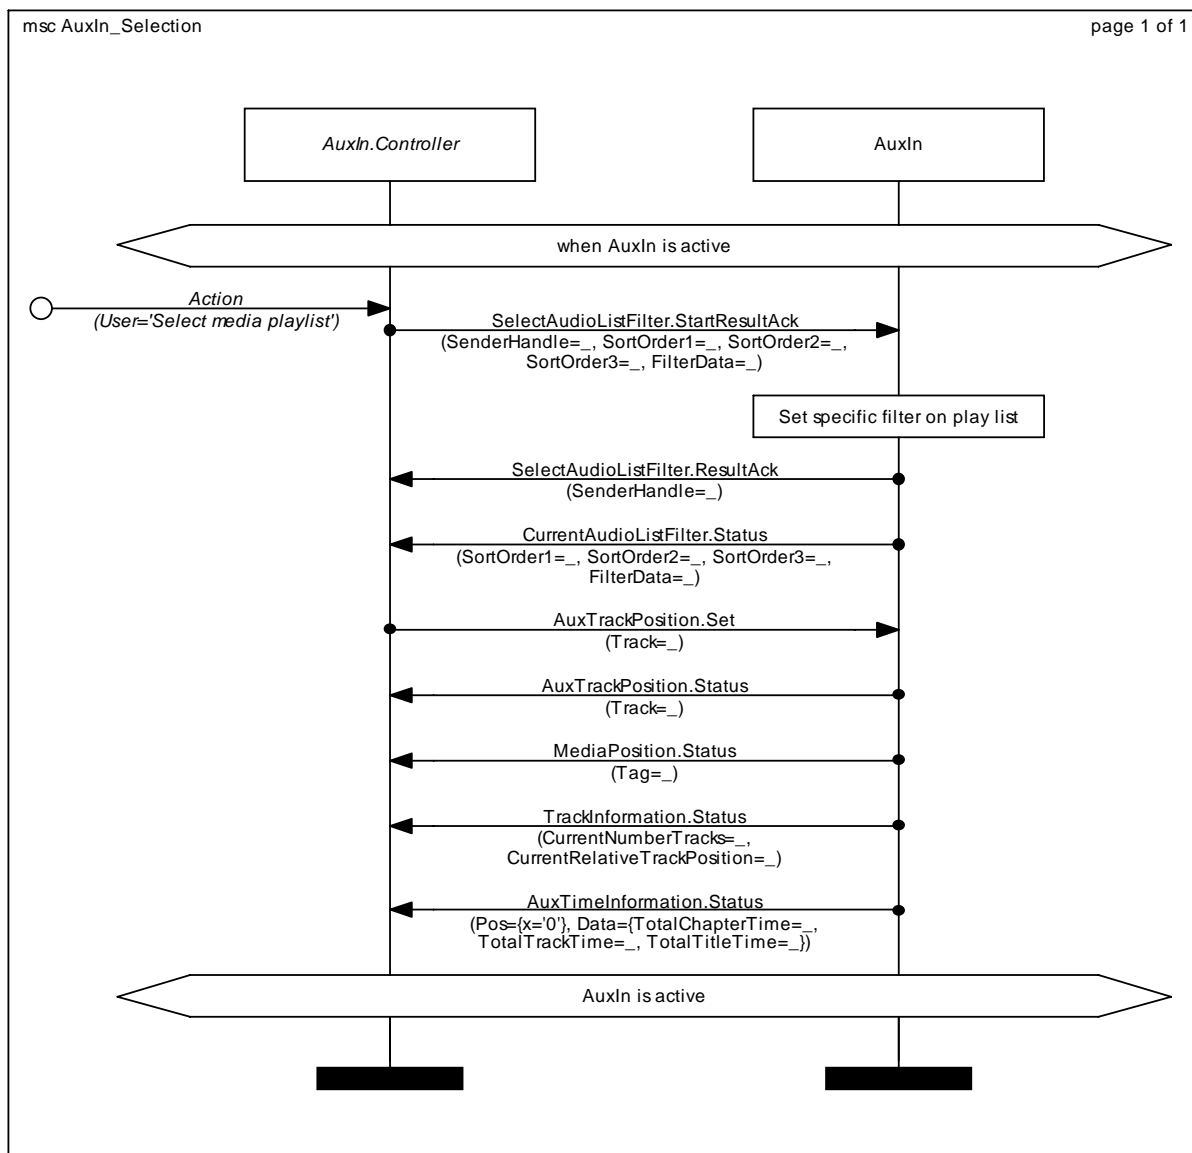 msc AuxIn_Selection
page 1 of 1
AuxIn.Controller
AuxIn
when AuxIn is active
Action
(User='Select media playlist')
SelectAudioListFilter.StartResultAck
(SenderHandle=_, SortOrder1=_, SortOrder2=_,
SortOrder3=_, FilterData=_)
Set specific filter on play list
SelectAudioListFilter.ResultAck
(SenderHandle=_)
CurrentAudioListFilter.Status
(SortOrder1=_, SortOrder2=_, SortOrder3=_,
FilterData=_)
AuxTrackPosition.Set
(Track=_)
AuxTrackPosition.Status
(Track=_)
MediaPosition.Status
(Tag=_)
TrackInformation.Status
(CurrentNumberTracks=_,
CurrentRelativeTrackPosition=_)
AuxTimeInformation.Status
(Pos={x='0'}, Data={TotalChapterTime=_,
TotalTrackTime=_, TotalTitleTime=_})
AuxIn is active